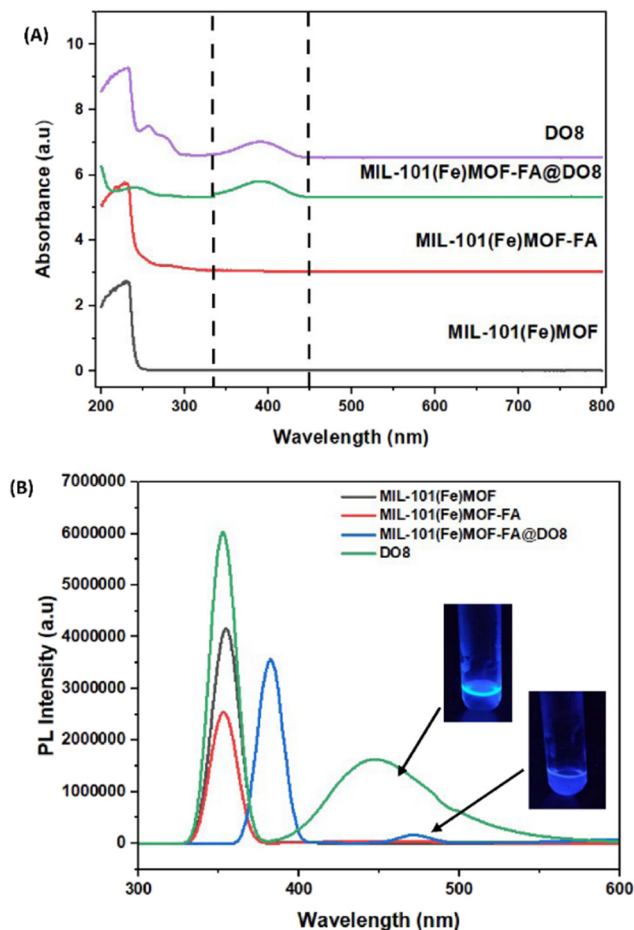 (A)
10
8
6
4
2
0
Absorbance (a.u)
DO8
MIL-101(Fe)MOF-FA@DO8
MIL-101(Fe)MOF-FA
MIL-101(Fe)MOF
200 300 400 500 600 700 800
Wavelength (nm)
(B)
7000000
6000000
5000000
4000000
3000000
2000000
1000000
0
PL Intensity (a.u)
MIL-101(Fe)MOF
MIL-101(Fe)MOF-FA
MIL-101(Fe)MOF-FA@DO8
DO8
300 400 500 600
Wavelength (nm)